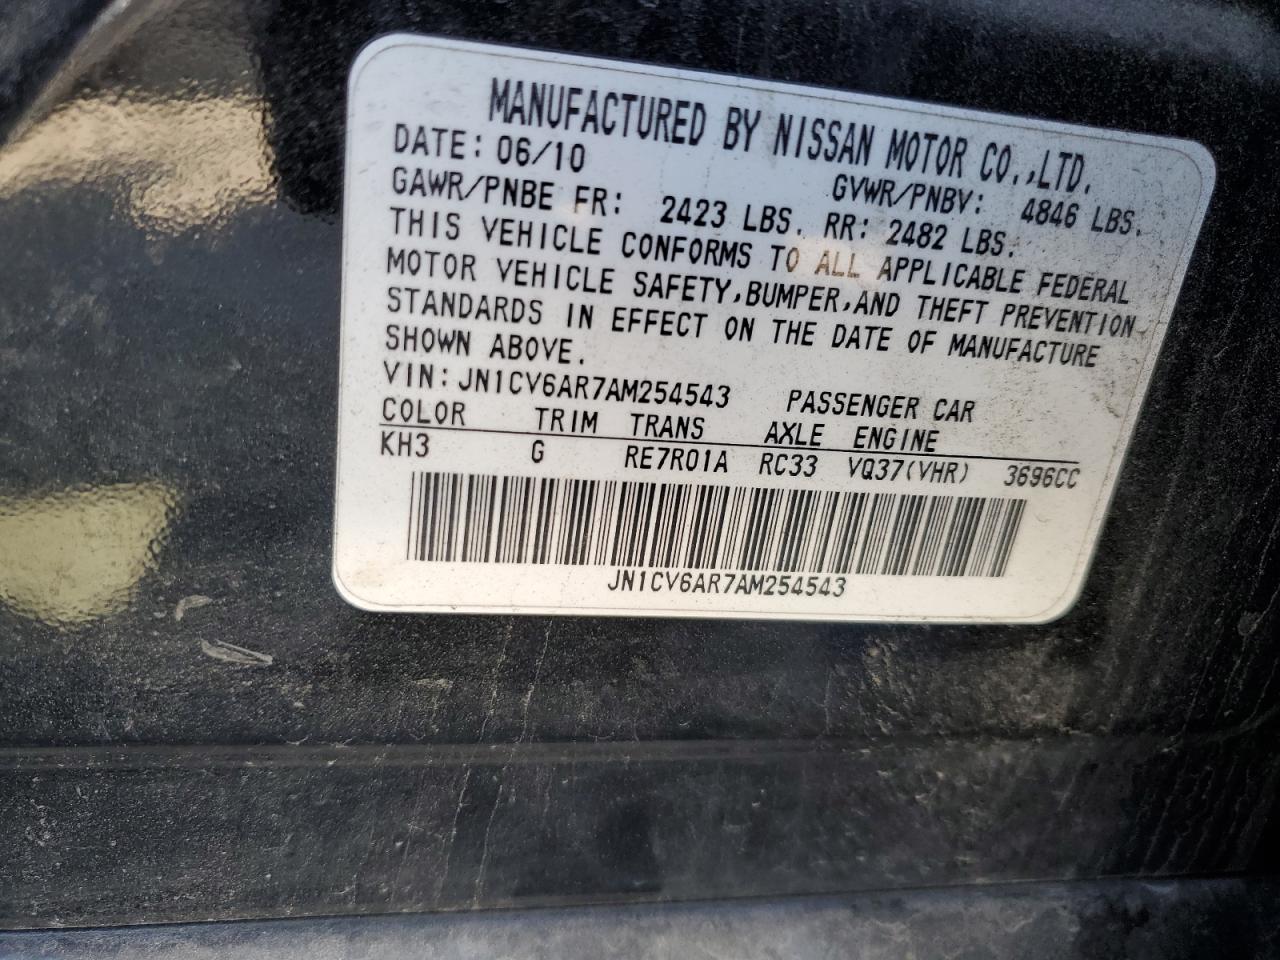 MANUFACTURED BY NISSAN MOTOR CO.,LTD.
DATE: 06/10 GVWR/PNBV: 4846 LBS.
GAWR/PNBE FR: 2423 LBS. RR: 2482 LBS.
THIS VEHICLE CONFORMS TO ALL APPLICABLE FEDERAL
MOTOR VEHICLE SAFETY,BUMPER,AND THEFT PREVENTION
STANDARDS IN EFFECT ON THE DATE OF MANUFACTURE
SHOWN ABOVE.
VIN:JN1CV6AR7AM254543 PASSENGER CAR
COLOR TRIM TRANS AXLE ENGINE
KH3 G RE7R01A RC33 VQ37(VHR) 3696CC
JN1CV6AR7AM254543